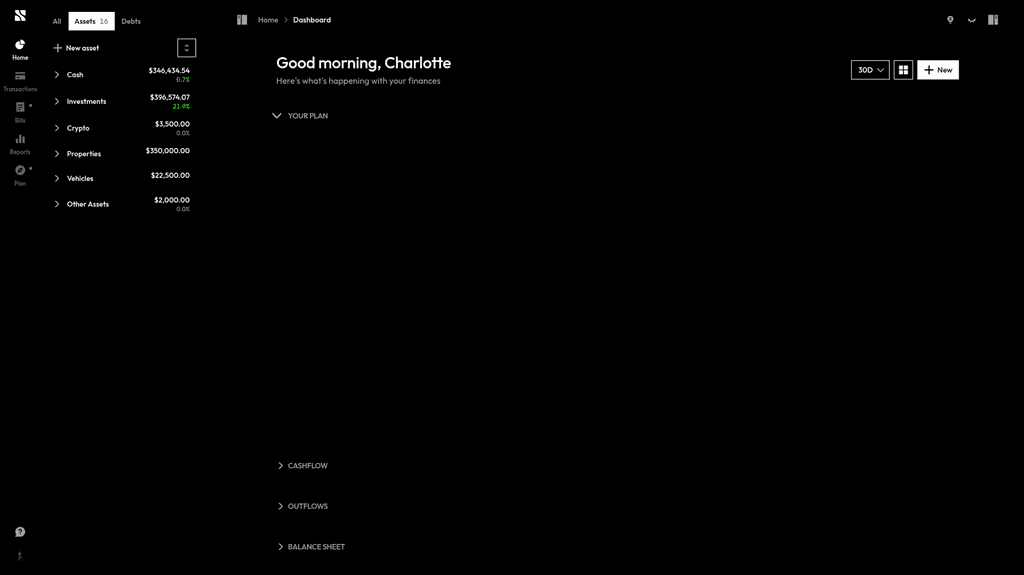 All
Assets 16
Debts
New asset
Cash
$346,434.54
0.7%
Investments
$396,574.07
21.9%
Crypto
$3,500.00
0.0%
Properties
$350,000.00
Vehicles
$22,500.00
Other Assets
$2,000.00
0.0%
Home
Transactions
Bills
Reports
Plan
Home > Dashboard
Good morning, Charlotte
Here's what's happening with your finances
30D
New
YOUR PLAN
CASHFLOW
OUTFLOWS
BALANCE SHEET